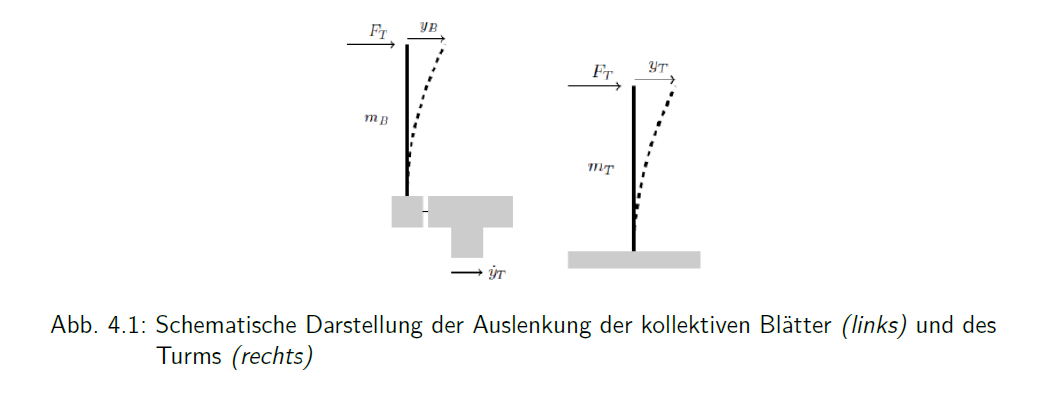 F_T y_B
m_B
ẏ_T
F_T y_T
m_T
Abb. 4.1: Schematische Darstellung der Auslenkung der kollektiven Blätter (links) und des
Turms (rechts)